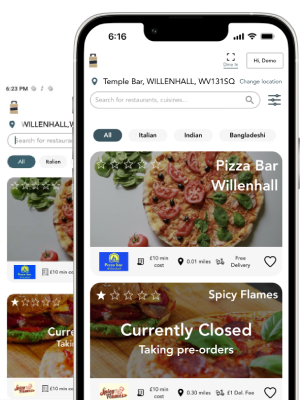 6:23 PM
WILLENHALL,W
Search for restaura
All
Italian
£10 min
cost
Curre
Takin
£10 min
cost
6:16
Dine In
Hi, Demo
Temple Bar, WILLENHALL, WV131SQ
Change location
Search for restaurants, cuisines...
All
Italian
Indian
Bangladeshi
Pizza Bar
Willenhall
Pizza bar
£10 min
cost
0.01 miles
Free
Delivery
Spicy Flames
Currently Closed
Taking pre-orders
Spicy
Flames
£10 min
cost
0.30 miles
£1 Del. Fee